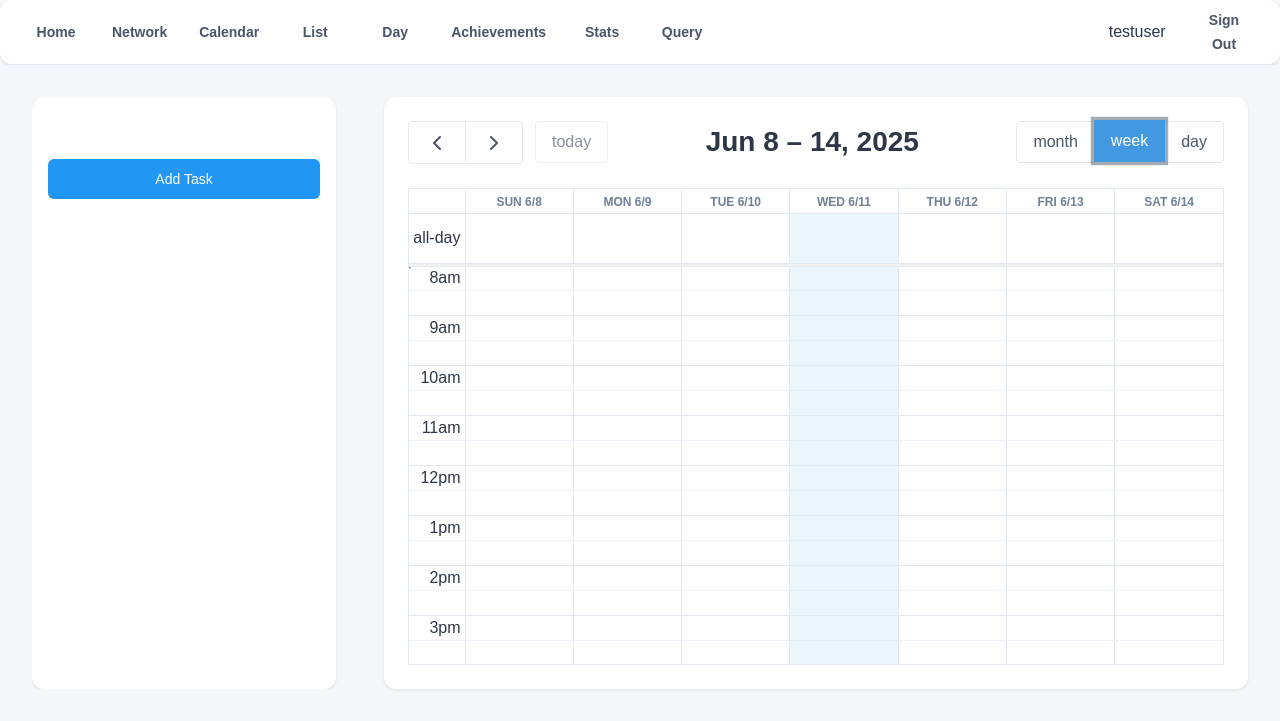 Home Network Calendar List Day Achievements Stats Query testuser Sign Out
Add Task
today
Jun 8 – 14, 2025
month week day
SUN 6/8 MON 6/9 TUE 6/10 WED 6/11 THU 6/12 FRI 6/13 SAT 6/14
all-day
8am
9am
10am
11am
12pm
1pm
2pm
3pm